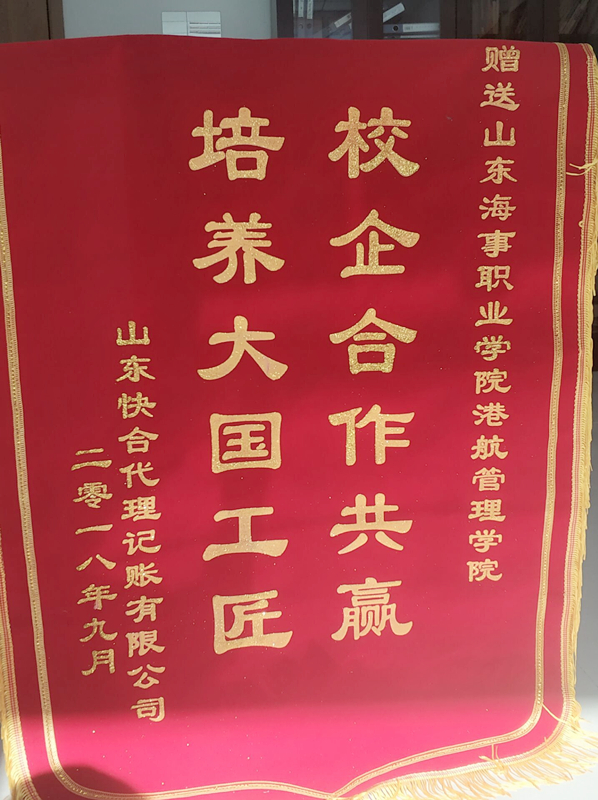 赠送山东海事职业学院港航管理学院
校企合作共赢
培养大国工匠
山东快合代理记账有限公司
二零一八年九月